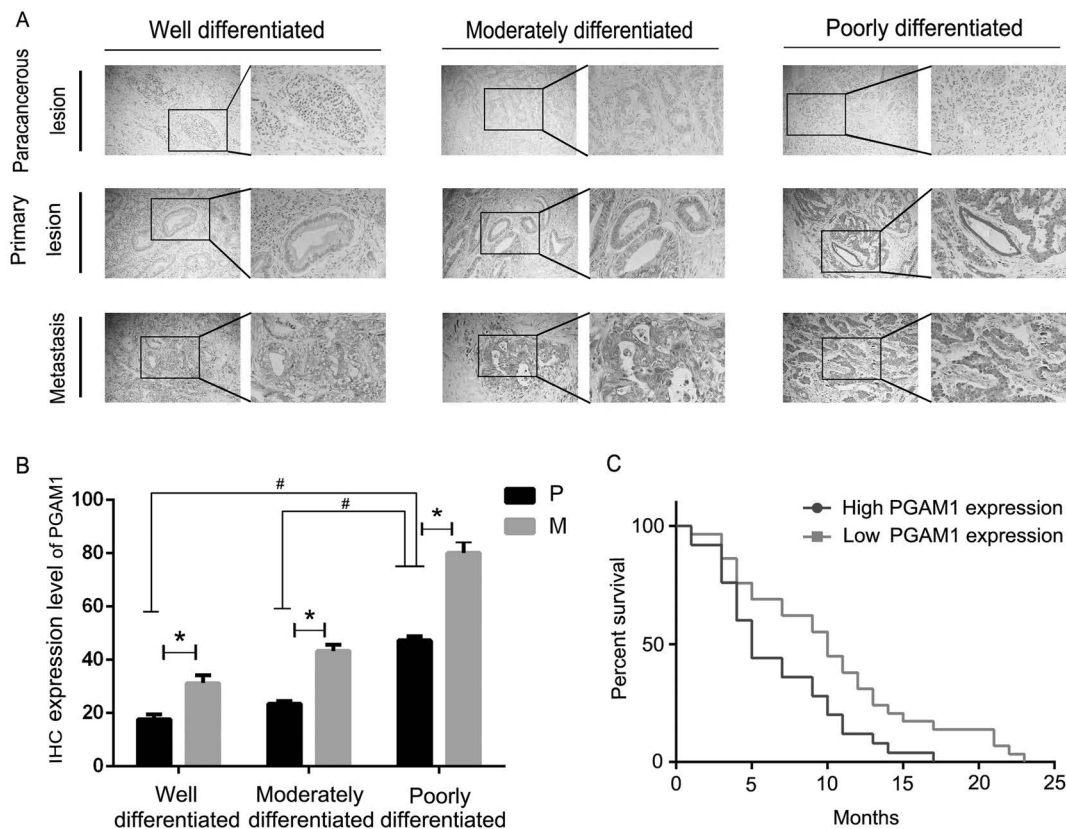 A
Well differentiated
Moderately differentiated
Poorly differentiated
Paracancerous
lesion
Primary
lesion
Metastasis
B
IHC expression level of PGAM1
100
80
60
40
20
0
#
#
*
*
*
P
M
Well
differentiated
Moderately
differentiated
Poorly
differentiated
C
High PGAM1 expression
Low PGAM1 expression
Percent survival
100
50
0
0 5 10 15 20 25
Months